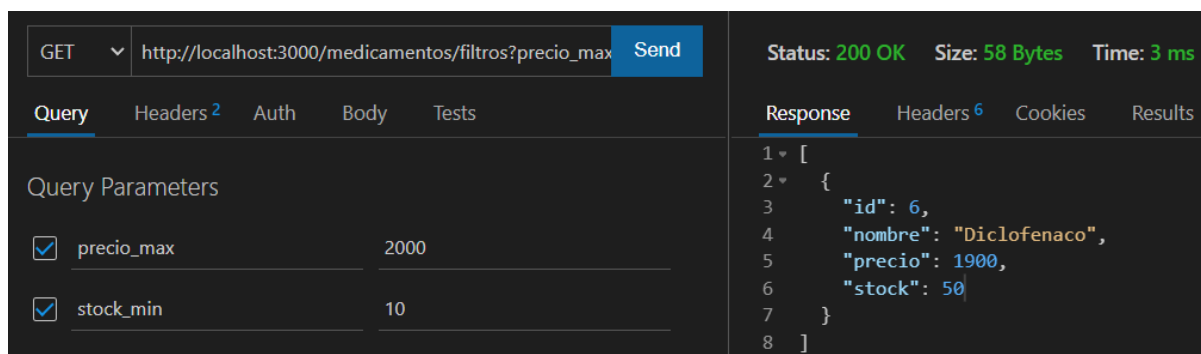 GET http://localhost:3000/medicamentos/filtros?precio_max Send
Query Headers 2 Auth Body Tests
Query Parameters
precio_max 2000
stock_min 10
Status: 200 OK Size: 58 Bytes Time: 3 ms
Response Headers 6 Cookies Results
1 [
2 {
3 "id": 6,
4 "nombre": "Diclofenaco",
5 "precio": 1900,
6 "stock": 50
7 }
8 ]